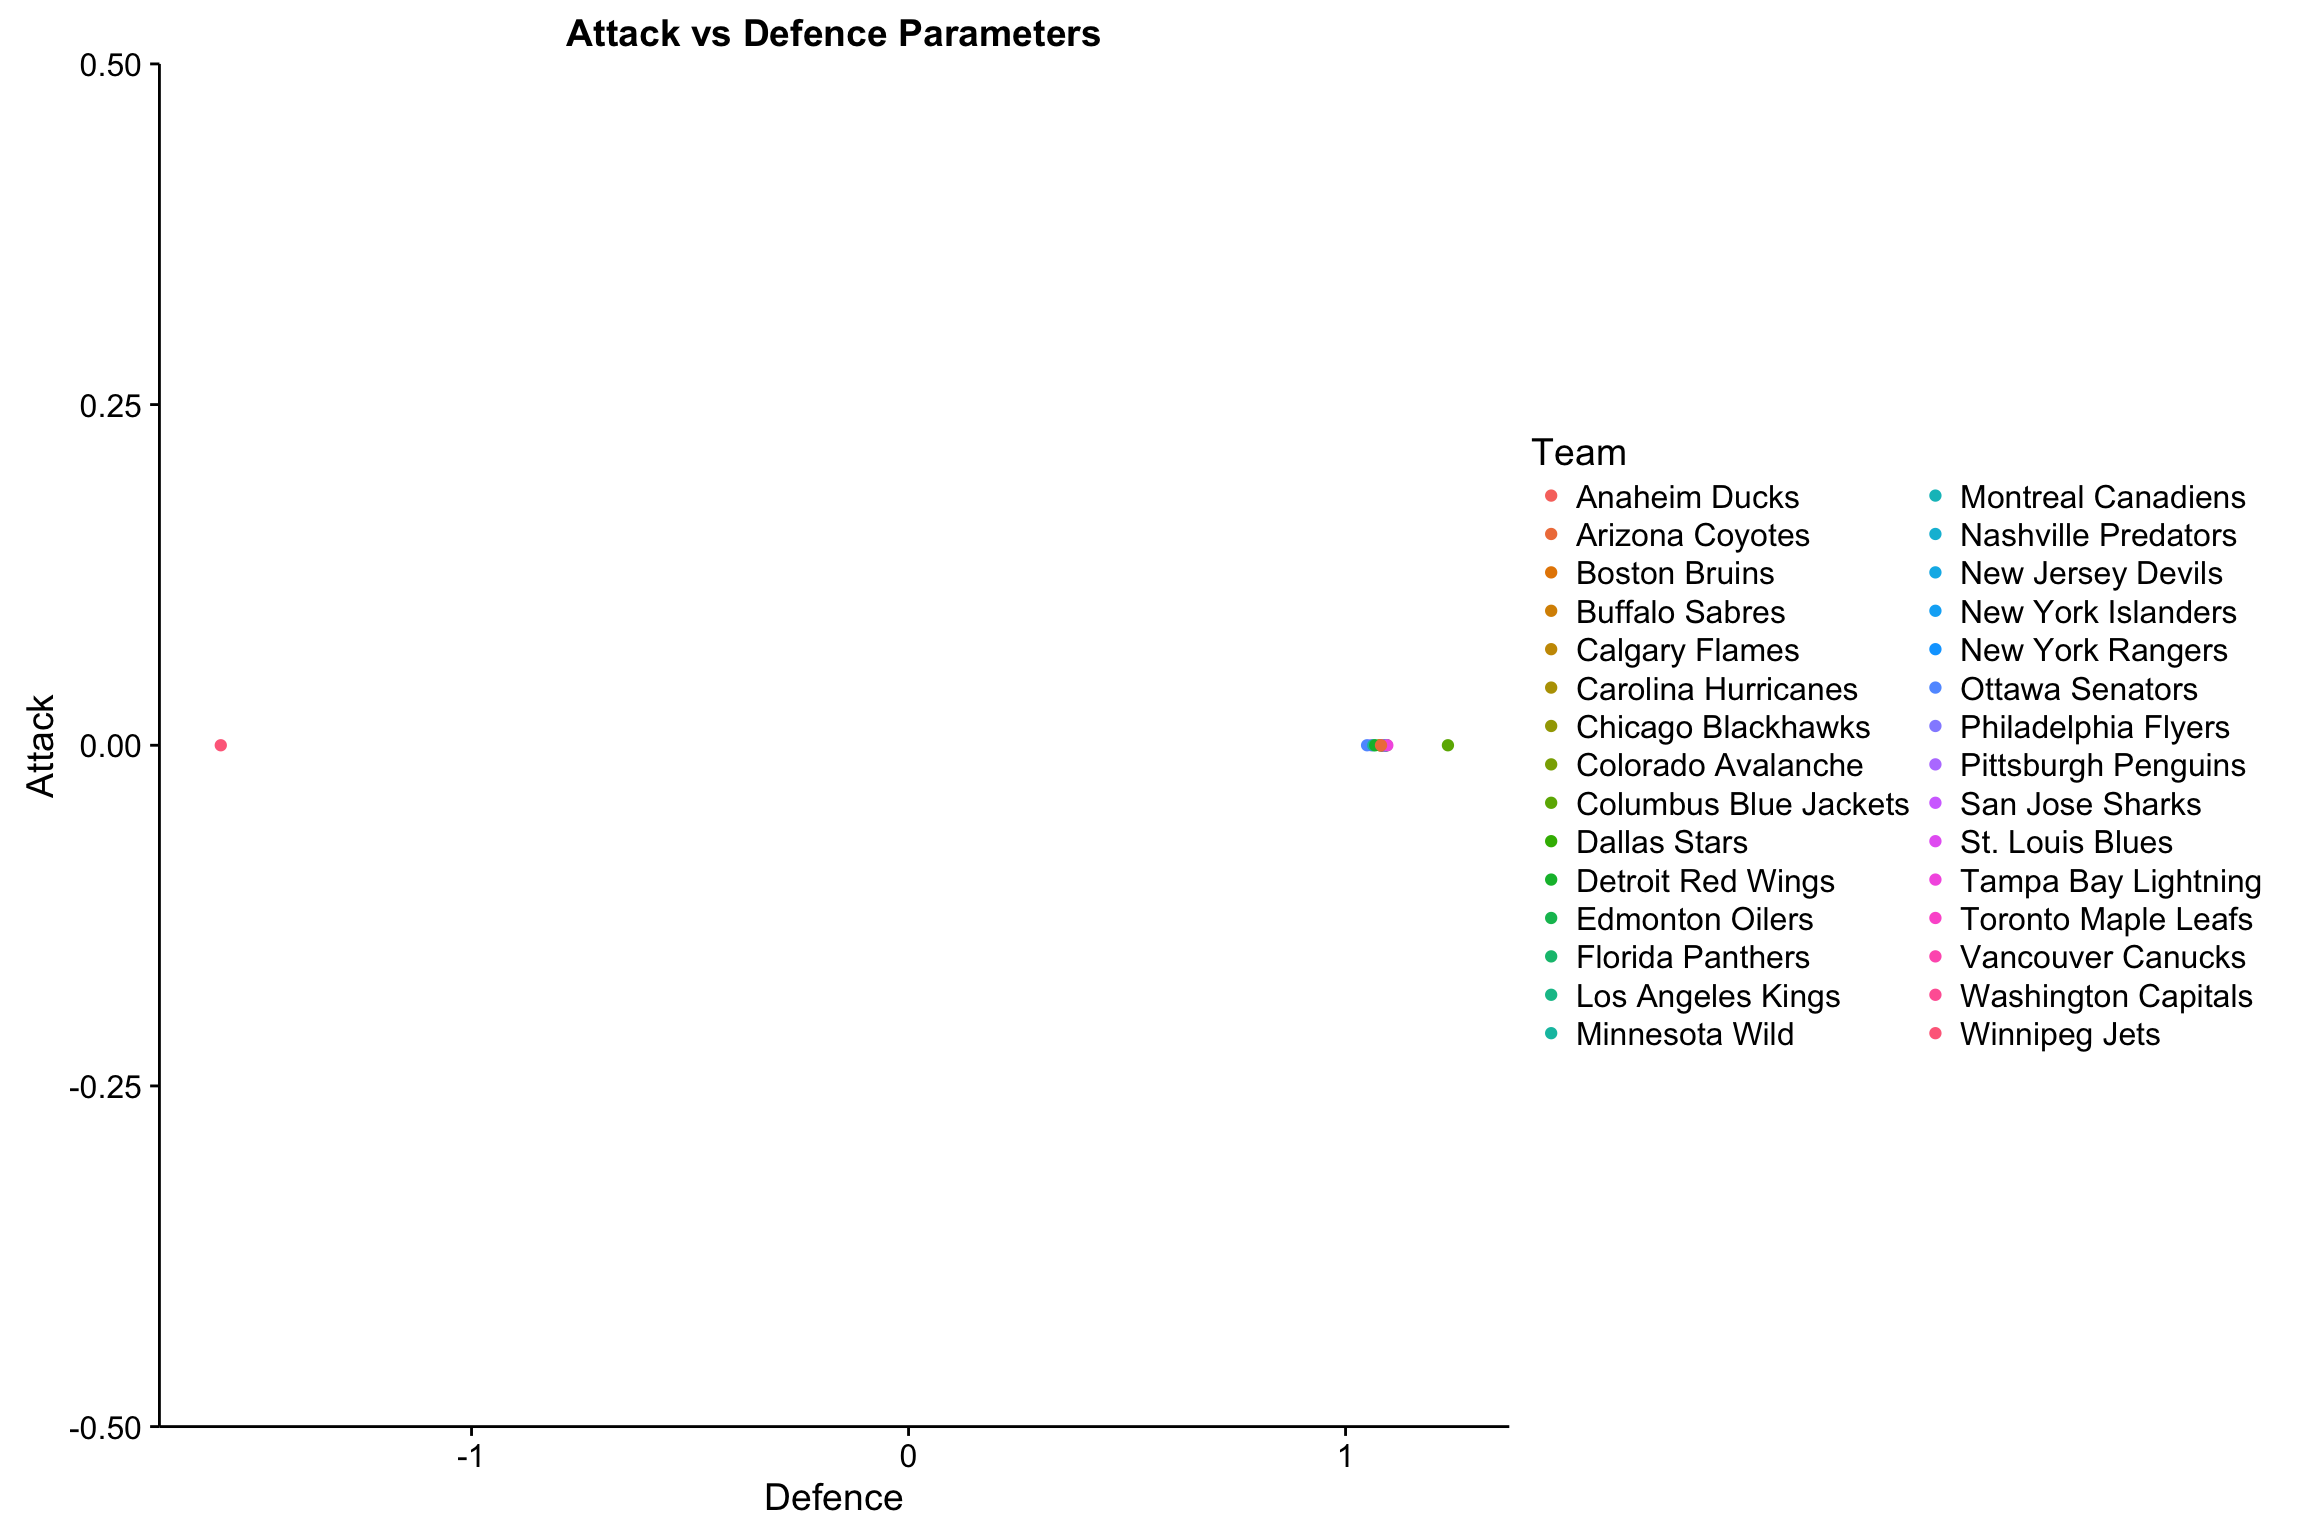 Attack vs Defence Parameters
0.50
0.25
0.00
-0.25
-0.50
Attack
-1
0
1
Defence
Team
Anaheim Ducks
Arizona Coyotes
Boston Bruins
Buffalo Sabres
Calgary Flames
Carolina Hurricanes
Chicago Blackhawks
Colorado Avalanche
Columbus Blue Jackets
Dallas Stars
Detroit Red Wings
Edmonton Oilers
Florida Panthers
Los Angeles Kings
Minnesota Wild
Montreal Canadiens
Nashville Predators
New Jersey Devils
New York Islanders
New York Rangers
Ottawa Senators
Philadelphia Flyers
Pittsburgh Penguins
San Jose Sharks
St. Louis Blues
Tampa Bay Lightning
Toronto Maple Leafs
Vancouver Canucks
Washington Capitals
Winnipeg Jets